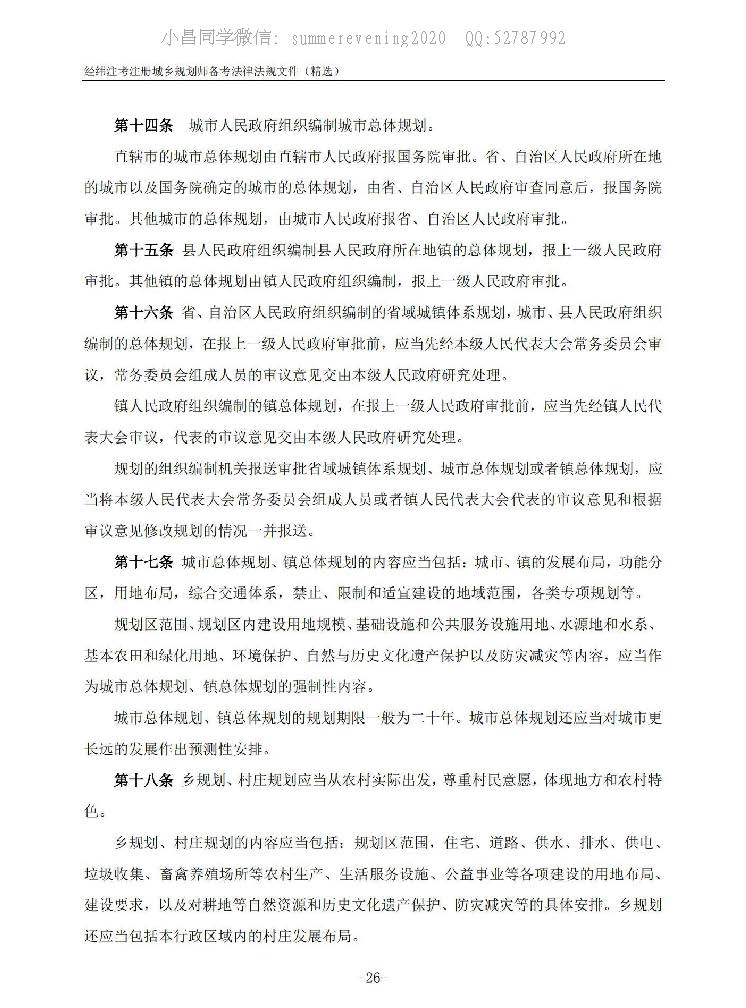 小昌同学微信: summerevening2020 QQ:52787992
经纬注考注册城乡规划师备考法律法规文件（精选）
第十四条 城市人民政府组织编制城市总体规划。
直辖市的城市总体规划由直辖市人民政府报国务院审批。省、自治区人民政府所在地
的城市以及国务院确定的城市的总体规划，由省、自治区人民政府审查同意后，报国务院
审批。其他城市的总体规划，由城市人民政府报省、自治区人民政府审批。
第十五条 县人民政府组织编制县人民政府所在地镇的总体规划，报上一级人民政府
审批。其他镇的总体规划由镇人民政府组织编制，报上一级人民政府审批。
第十六条 省、自治区人民政府组织编制的省域城镇体系规划，城市、县人民政府组织
编制的总体规划，在报上一级人民政府审批前，应当先经本级人民代表大会常务委员会审
议，常务委员会组成人员的审议意见交由本级人民政府研究处理。
镇人民政府组织编制的镇总体规划，在报上一级人民政府审批前，应当先经镇人民代
表大会审议，代表的审议意见交由本级人民政府研究处理。
规划的组织编制机关报送审批省域城镇体系规划、城市总体规划或者镇总体规划，应
当将本级人民代表大会常务委员会组成人员或者镇人民代表大会代表的审议意见和根据
审议意见修改规划的情况一并报送。
第十七条 城市总体规划、镇总体规划的内容应当包括：城市、镇的发展布局，功能分
区，用地布局，综合交通体系，禁止、限制和适宜建设的地域范围，各类专项规划等。
规划区范围、规划区内建设用地规模、基础设施和公共服务设施用地、水源地和水系、
基本农田和绿化用地、环境保护、自然与历史文化遗产保护以及防灾减灾等内容，应当作
为城市总体规划、镇总体规划的强制性内容。
城市总体规划、镇总体规划的规划期限一般为二十年。城市总体规划还应当对城市更
长远的发展作出预测性安排。
第十八条 乡规划、村庄规划应当从农村实际出发，尊重村民意愿，体现地方和农村特
色。
乡规划、村庄规划的内容应当包括：规划区范围，住宅、道路、供水、排水、供电、
垃圾收集、畜禽养殖场所等农村生产、生活服务设施、公益事业等各项建设的用地布局、
建设要求，以及对耕地等自然资源和历史文化遗产保护、防灾减灾等的具体安排。乡规划
还应当包括本行政区域内的村庄发展布局。
-26-